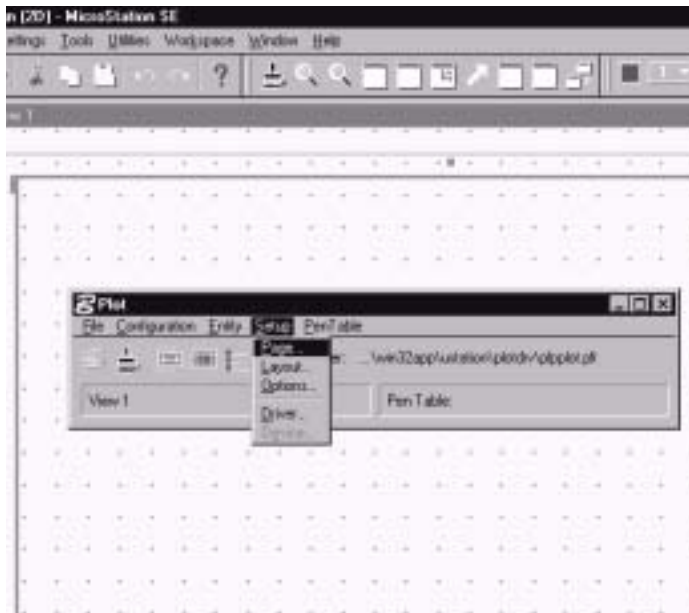 n (2D) - MicroStation SE
ettings Tools Utilities Workspace Window Help
?
1
Plot
File Configuration Entity Setup PenTable
Page...
Layout...
Options...
Driver...
View 1
Pen Table: